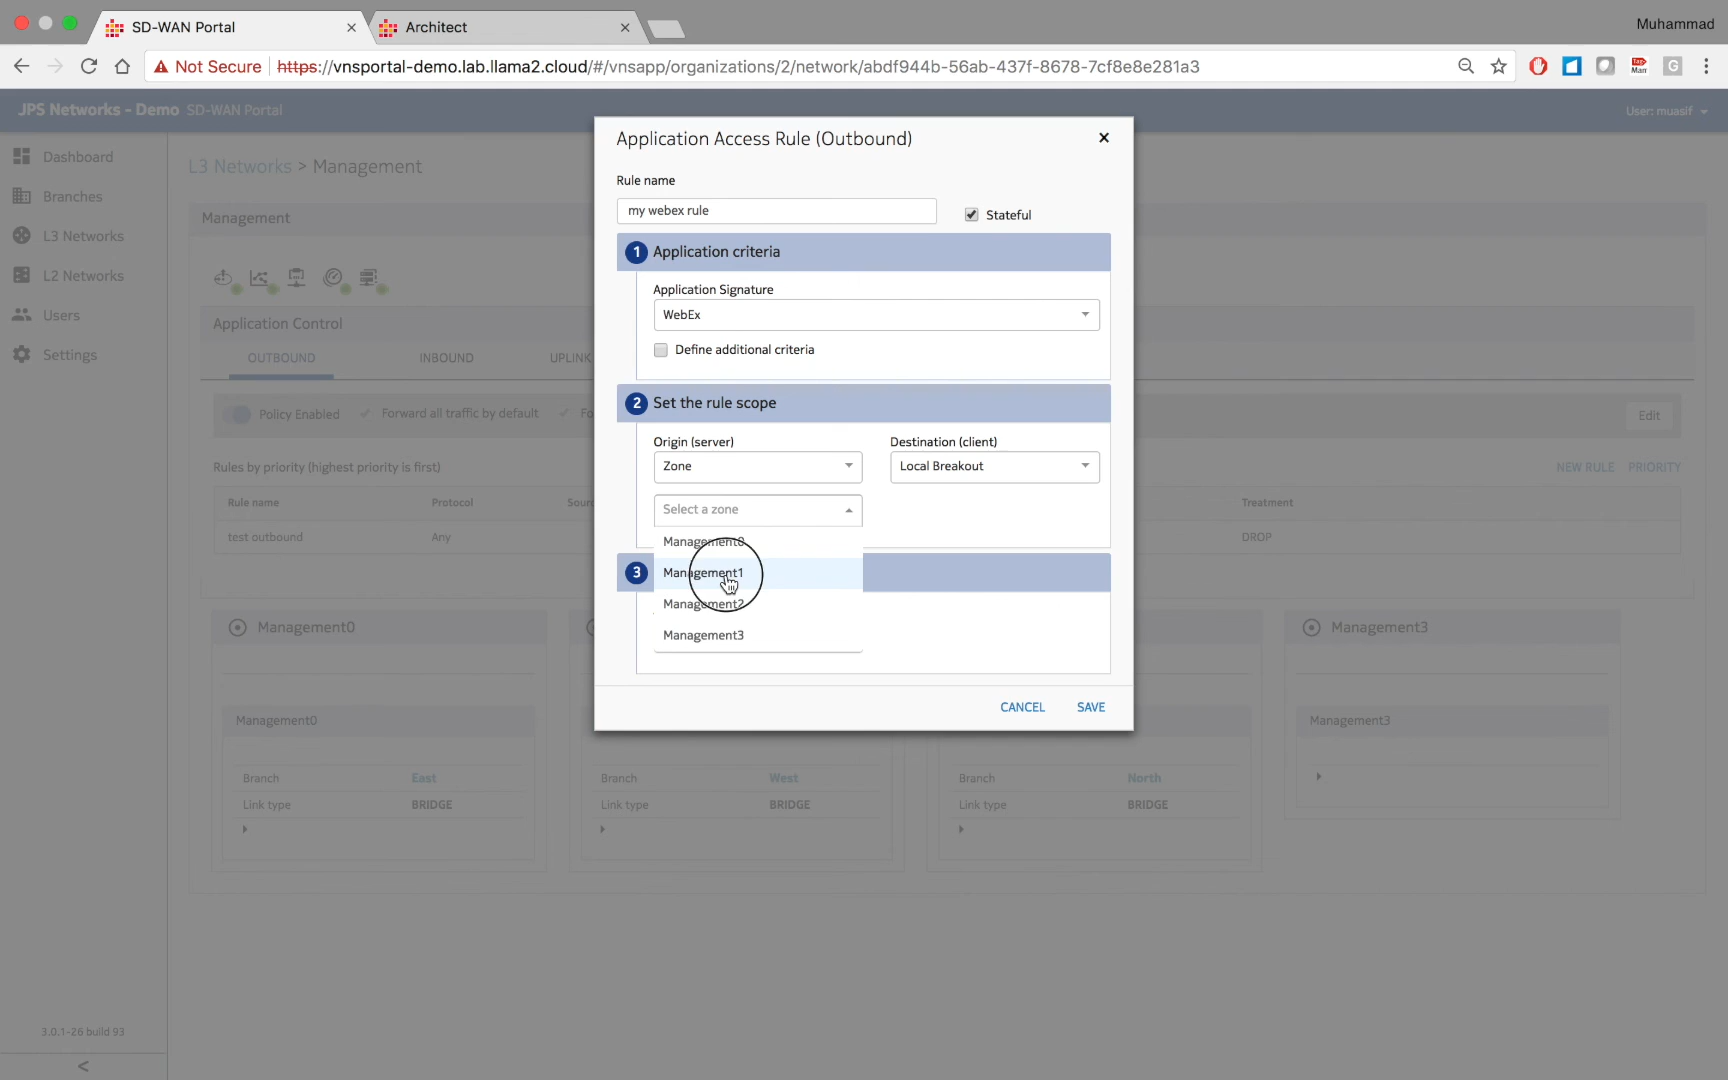 SD-WAN Portal
Architect
Muhammad
Not Secure https://vnsportal-demo.lab.llama2.cloud/#/vnsapp/organizations/2/network/abdf944b-56ab-437f-8678-7cf8e8e281a3
JPS Networks - Demo SD-WAN Portal
User: muasif
Dashboard
Branches
L3 Networks
L2 Networks
Users
Settings
3.0.1-26 build 93
<
L3 Networks > Management
Management
Application Control
OUTBOUND INBOUND UPLINK
Policy Enabled Forward all traffic by default Fo
Edit
Rules by priority (highest priority is first)
NEW RULE PRIORITY
Rule name Protocol Sourc Treatment
test outbound Any DROP
Application Access Rule (Outbound)
Rule name
my webex rule
Stateful
1 Application criteria
Application Signature
WebEx
Define additional criteria
2 Set the rule scope
Origin (server) Destination (client)
Zone Local Breakout
Select a zone
Management0
3 Management1
Management2
Management3
CANCEL SAVE
Management0
Management3
Management0
Management3
Branch East
Link type BRIDGE
Branch West
Link type BRIDGE
Branch North
Link type BRIDGE